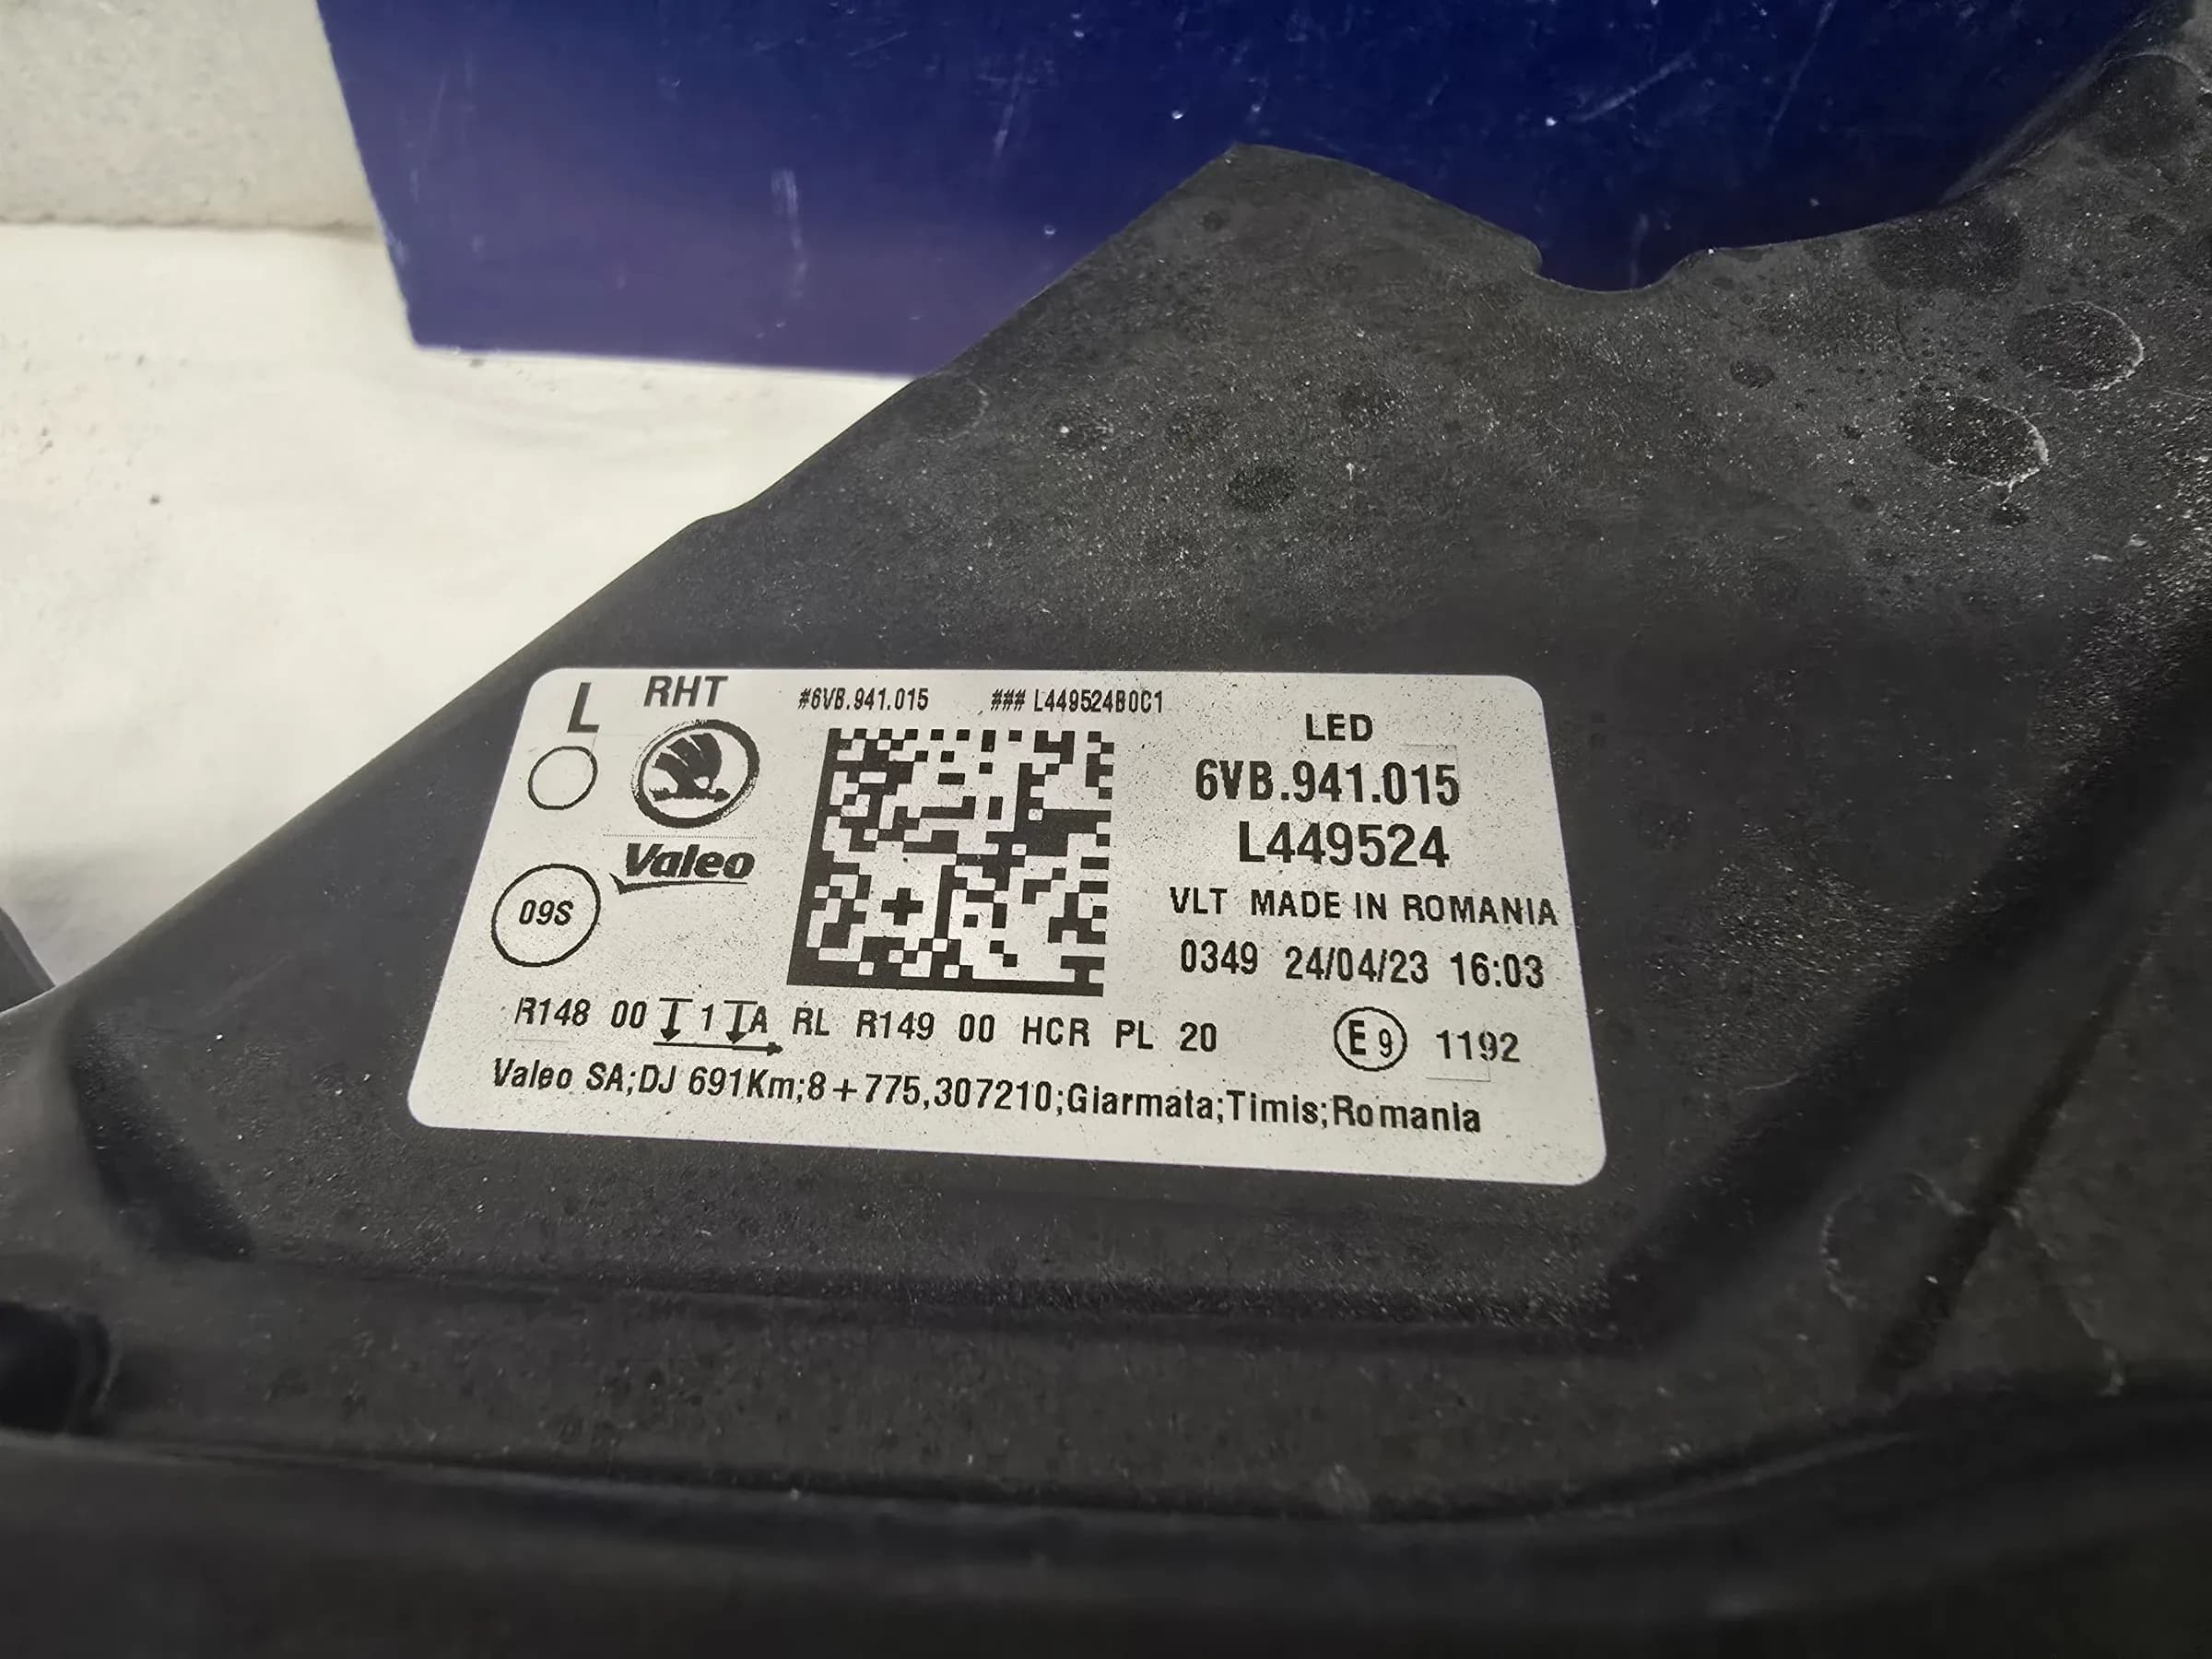 L RHT #6VB.941.015 ### L449524B0C1
LED
6VB.941.015
L449524
Valeo
09S
VLT MADE IN ROMANIA
0349 24/04/23 16:03
R148 00 1 A RL R149 00 HCR PL 20 E9 1192
Valeo SA;DJ 691Km;8+775,307210;Giarmata;Timis;Romania